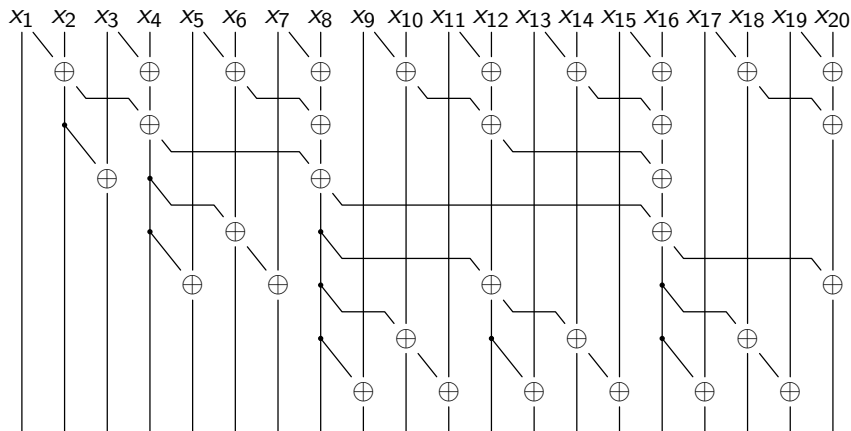 x₁ x₂ x₃ x₄ x₅ x₆ x₇ x₈ x₉ x₁₀ x₁₁ x₁₂ x₁₃ x₁₄ x₁₅ x₁₆ x₁₇ x₁₈ x₁₉ x₂₀